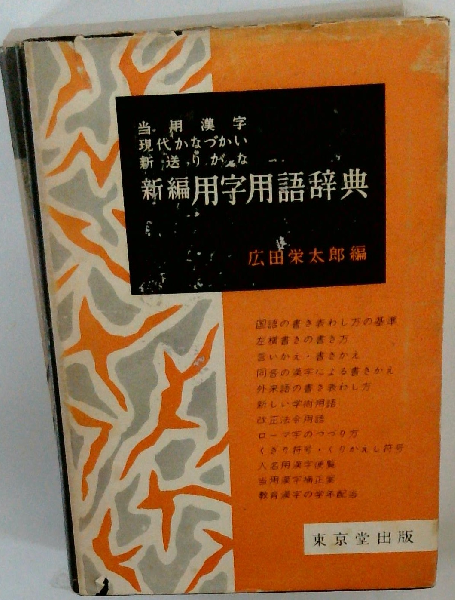 当用漢字
現代かなづかい
新送りがな
新編用字用語辞典
広田栄太郎編
国語の書き表わし方の基準
左横書きの書き方
言いかえ・書きかえ
同音の漢字による書きかえ
外来語の書き表わし方
新しい学術用語
改正法令用語
ローマ字のつづり方
くぎり符号・くりかえし符号
人名用漢字便覧
当用漢字補正案
教育漢字の学年配当
東京堂出版